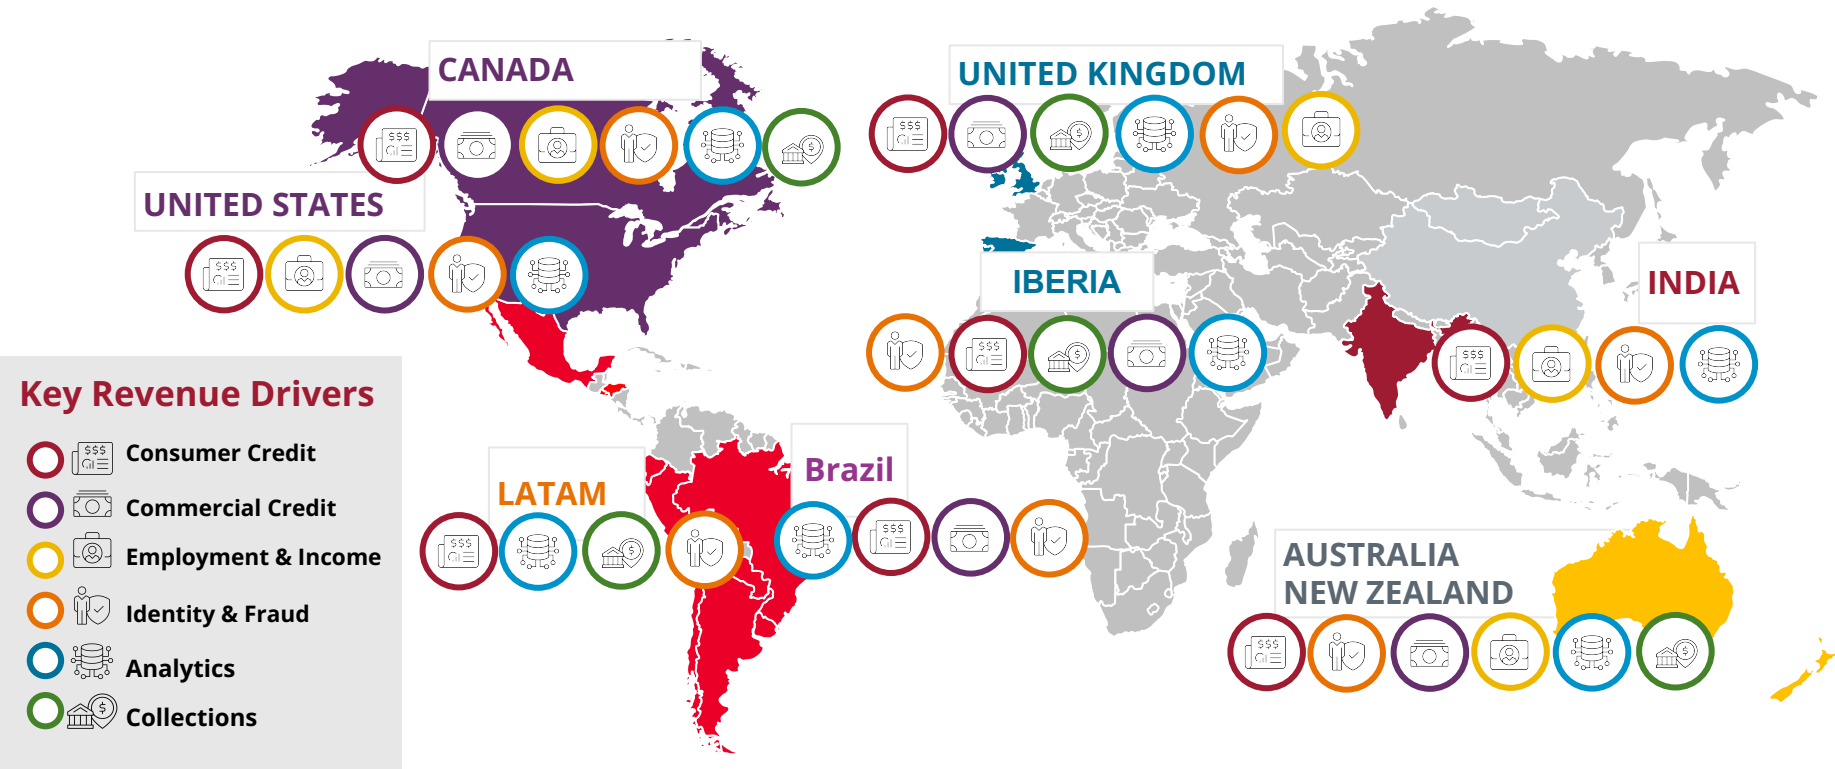 CANADA
UNITED KINGDOM
UNITED STATES
IBERIA
INDIA
Key Revenue Drivers
$$$ Consumer Credit
Commercial Credit
Employment & Income
Identity & Fraud
Analytics
$ Collections
LATAM
Brazil
AUSTRALIA
NEW ZEALAND
$$$
$
$$$
$
$$$
$$$
$
$$$
$$$
$
$$$
$$$
$